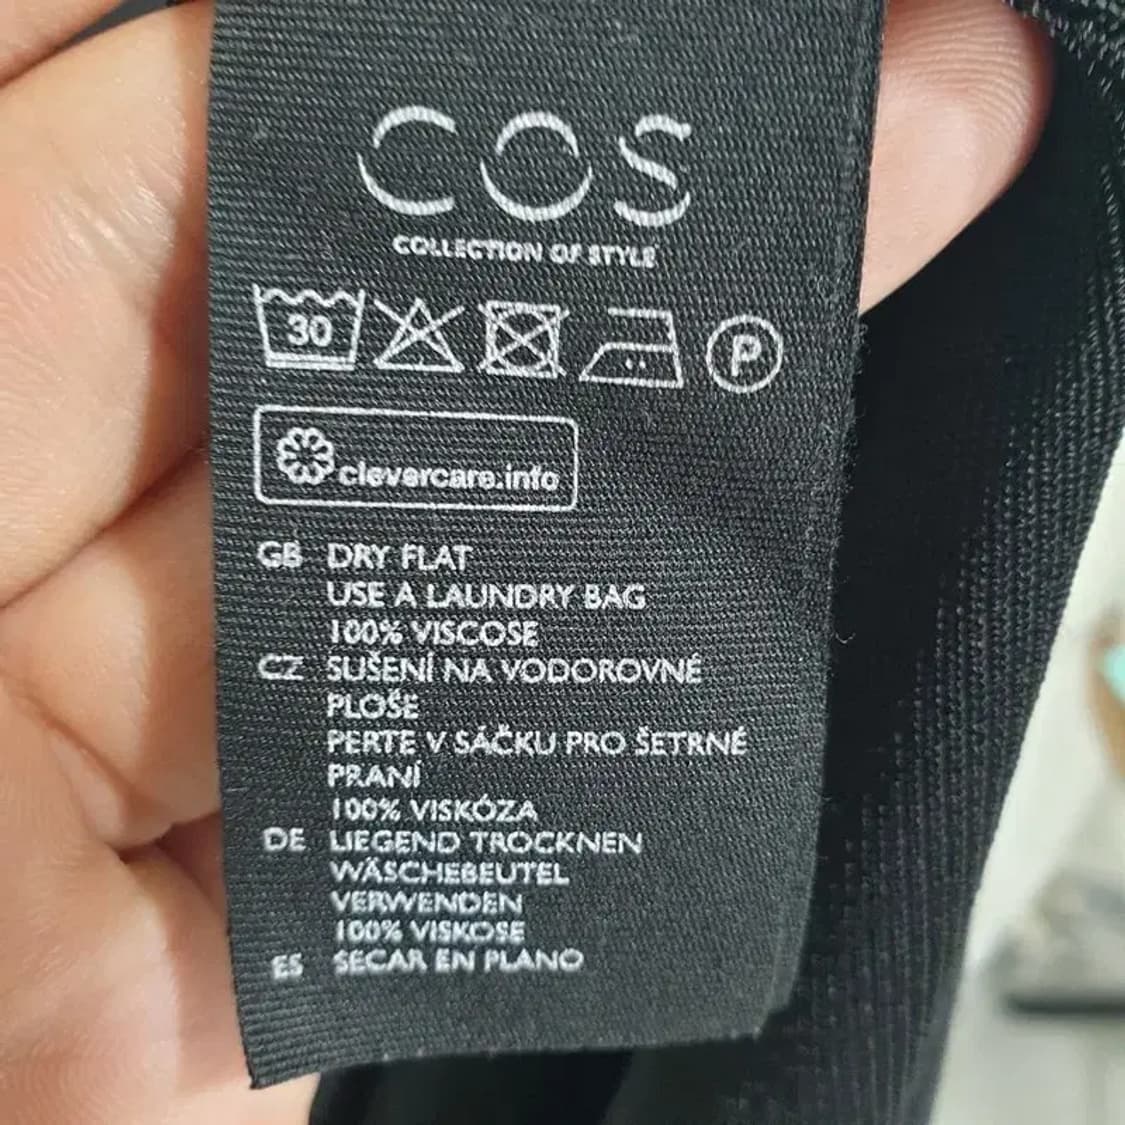 COS
COLLECTION OF STYLE
30 P
clevercare.info
GB DRY FLAT
USE A LAUNDRY BAG
100% VISCOSE
CZ SUŠENÍ NA VODOROVNÉ
PLOŠE
PERTE V SÁČKU PRO ŠETRNÉ
PRANÍ
100% VISKÓZA
DE LIEGEND TROCKNEN
WÄSCHEBEUTEL
VERWENDEN
100% VISKOSE
ES SECAR EN PLANO